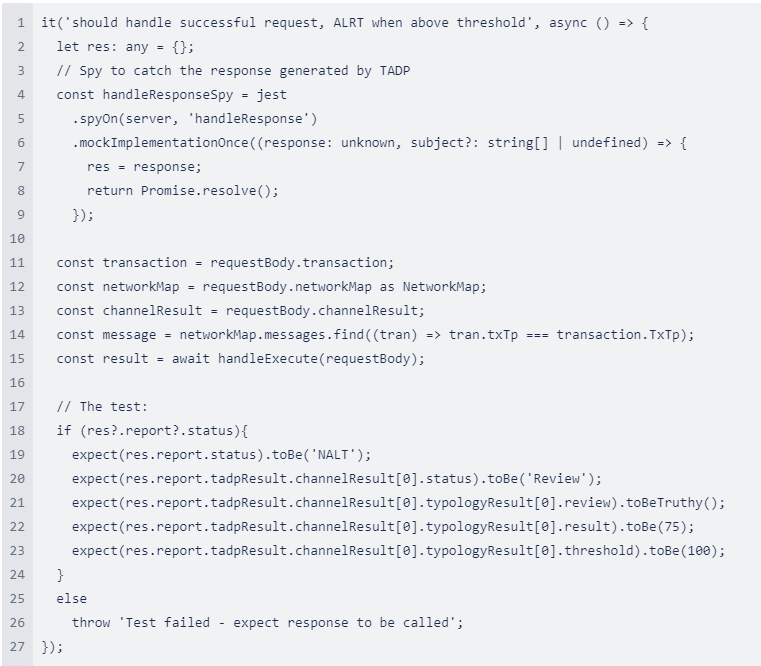 1 it('should handle successful request, ALRT when above threshold', async () => {
2   let res: any = {};
3   // Spy to catch the response generated by TADP
4   const handleResponseSpy = jest
5     .spyOn(server, 'handleResponse')
6     .mockImplementationOnce((response: unknown, subject?: string[] | undefined) => {
7       res = response;
8       return Promise.resolve();
9     });
10
11   const transaction = requestBody.transaction;
12   const networkMap = requestBody.networkMap as NetworkMap;
13   const channelResult = requestBody.channelResult;
14   const message = networkMap.messages.find((tran) => tran.txTp === transaction.TxTp);
15   const result = await handleExecute(requestBody);
16
17   // The test:
18   if (res?.report?.status){
19     expect(res.report.status).toBe('NALT');
20     expect(res.report.tadpResult.channelResult[0].status).toBe('Review');
21     expect(res.report.tadpResult.channelResult[0].typologyResult[0].review).toBeTruthy();
22     expect(res.report.tadpResult.channelResult[0].typologyResult[0].result).toBe(75);
23     expect(res.report.tadpResult.channelResult[0].typologyResult[0].threshold).toBe(100);
24   }
25   else
26     throw 'Test failed - expect response to be called';
27 });